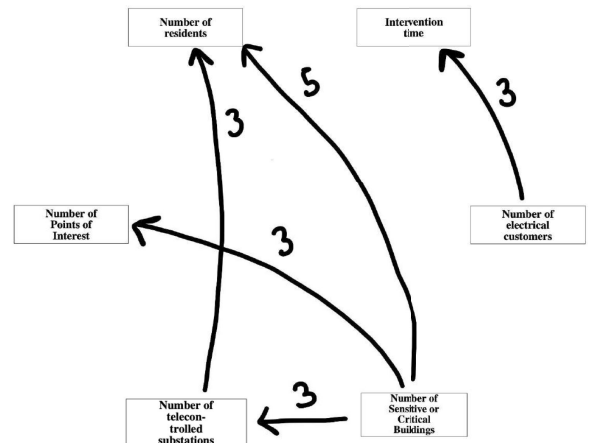 Number of
residents
Intervention
time
5
3
3
Number of
Points of
Interest
3
Number of
electrical
customers
Number of
telecon-
trolled
substations
3
Number of
Sensitive or
Critical
Buildings